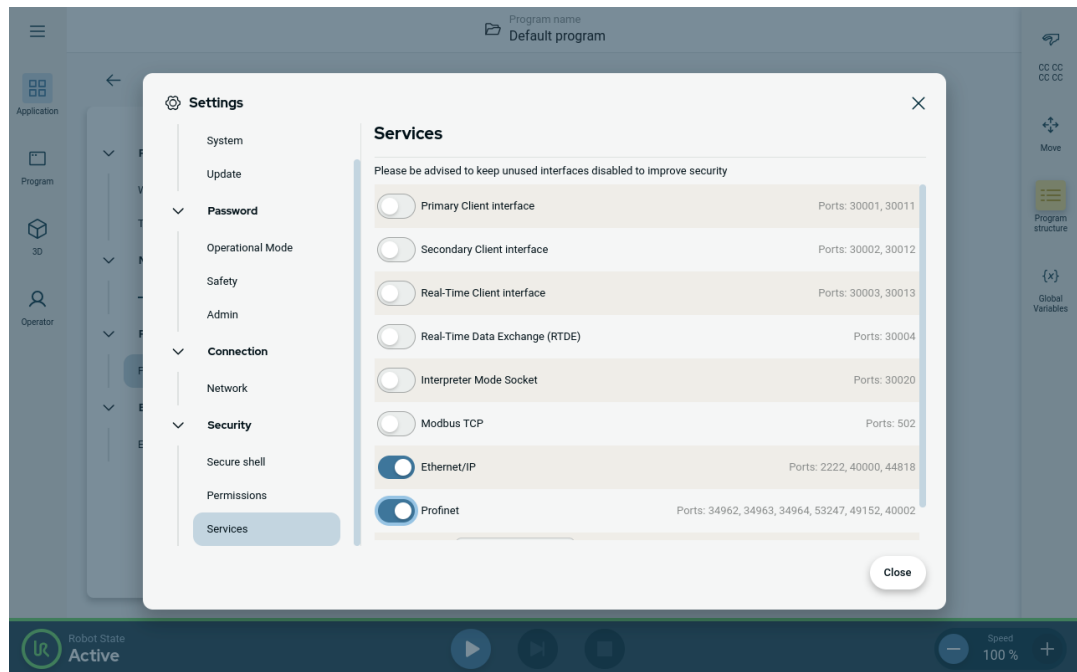 Program name
Default program
Application
Program
3D
Operator
Settings
System
Update
Password
Operational Mode
Safety
Admin
Connection
Network
Security
Secure shell
Permissions
Services
Services
Please be advised to keep unused interfaces disabled to improve security
Primary Client interface Ports: 30001, 30011
Secondary Client interface Ports: 30002, 30012
Real-Time Client interface Ports: 30003, 30013
Real-Time Data Exchange (RTDE) Ports: 30004
Interpreter Mode Socket Ports: 30020
Modbus TCP Ports: 502
Ethernet/IP Ports: 2222, 40000, 44818
Profinet Ports: 34962, 34963, 34964, 53247, 49152, 40002
Close
CC CC
CC CC
Move
Program
structure
{x}
Global
Variables
UR
Robot State
Active
Speed
100 %